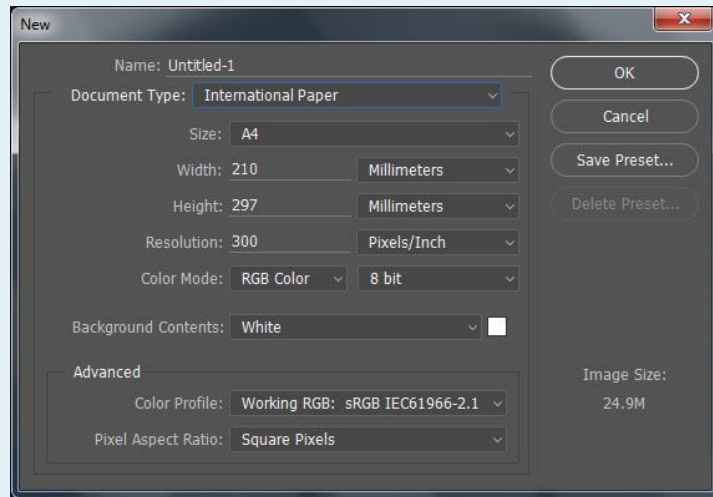 New
Name: Untitled-1
OK
Document Type: International Paper
Cancel
Size: A4
Width: 210 Millimeters
Save Preset...
Height: 297 Millimeters
Delete Preset...
Resolution: 300 Pixels/Inch
Color Mode: RGB Color 8 bit
Background Contents: White
Advanced
Image Size:
Color Profile: Working RGB: sRGB IEC61966-2.1
24.9M
Pixel Aspect Ratio: Square Pixels